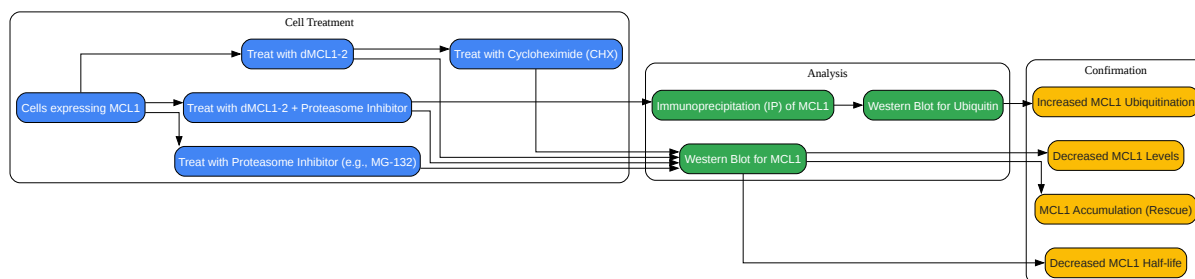 Cell Treatment
Treat with dMCL1-2
Treat with Cycloheximide (CHX)
Cells expressing MCL1
Treat with dMCL1-2 + Proteasome Inhibitor
Treat with Proteasome Inhibitor (e.g., MG-132)
Analysis
Immunoprecipitation (IP) of MCL1
Western Blot for Ubiquitin
Western Blot for MCL1
Confirmation
Increased MCL1 Ubiquitination
Decreased MCL1 Levels
MCL1 Accumulation (Rescue)
Decreased MCL1 Half-life